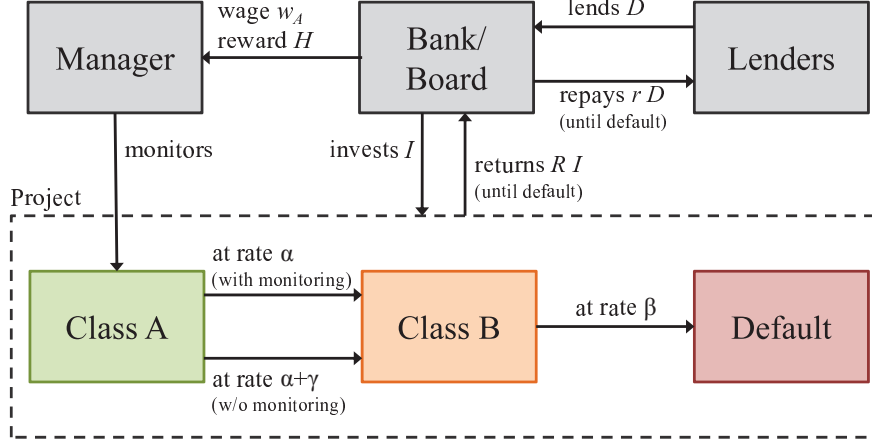 wage w_A
reward H
lends D
Manager
Bank/
Board
Lenders
repays r D
(until default)
monitors
invests I
returns R I
(until default)
Project
at rate α
(with monitoring)
Class A
Class B
at rate β
Default
at rate α+γ
(w/o monitoring)